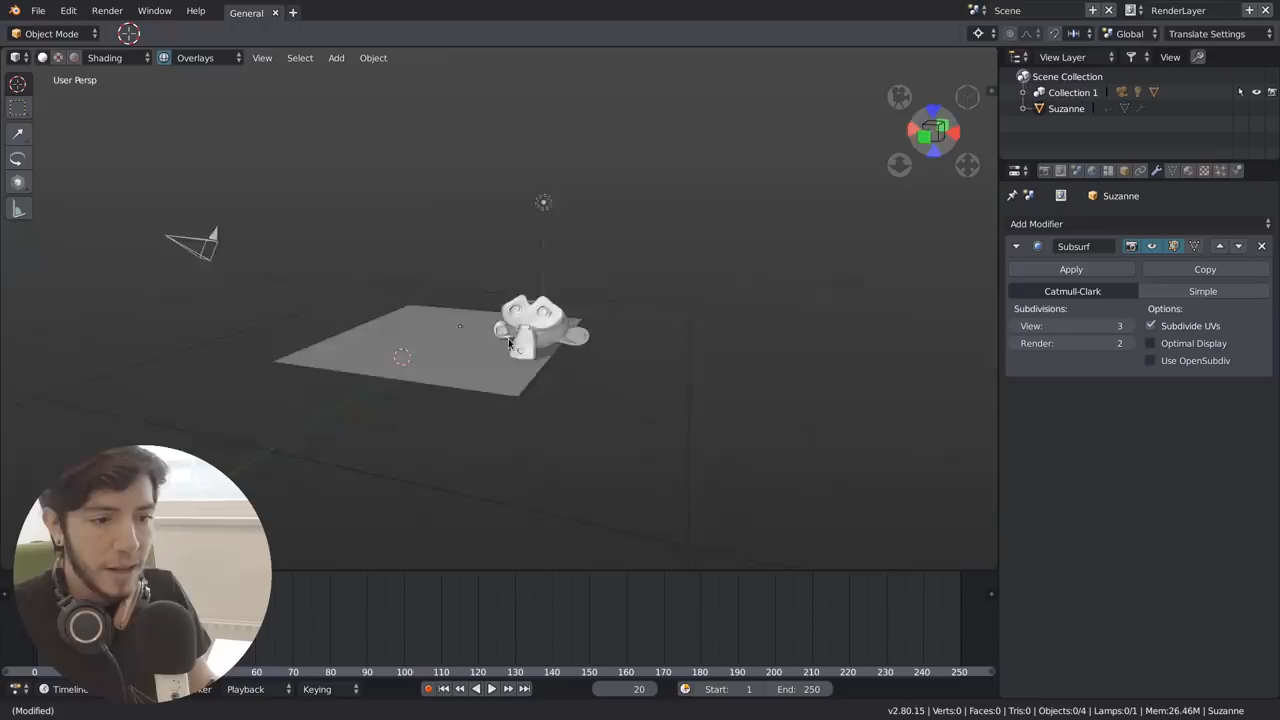 File Edit Render Window Help General
Scene RenderLayer
Object Mode Global Translate Settings
Shading Overlays View Select Add Object View Layer View
User Persp
Scene Collection
Collection 1
Suzanne
Suzanne
Add Modifier
Subsurf
Apply Copy
Catmull-Clark Simple
Subdivisions: Options:
View: 3 Subdivide UVs
Render: 2 Optimal Display
Use OpenSubdiv
0 60 70 80 90 100 110 120 130 140 150 160 170 180 190 200 210 220 230 240 250
Timeline Playback Keying 20 Start: 1 End: 250
(Modified) v2.80.15 | Verts:0 | Faces:0 | Tris:0 | Objects:0/4 | Lamps:0/1 | Mem:26.46M | Suzanne